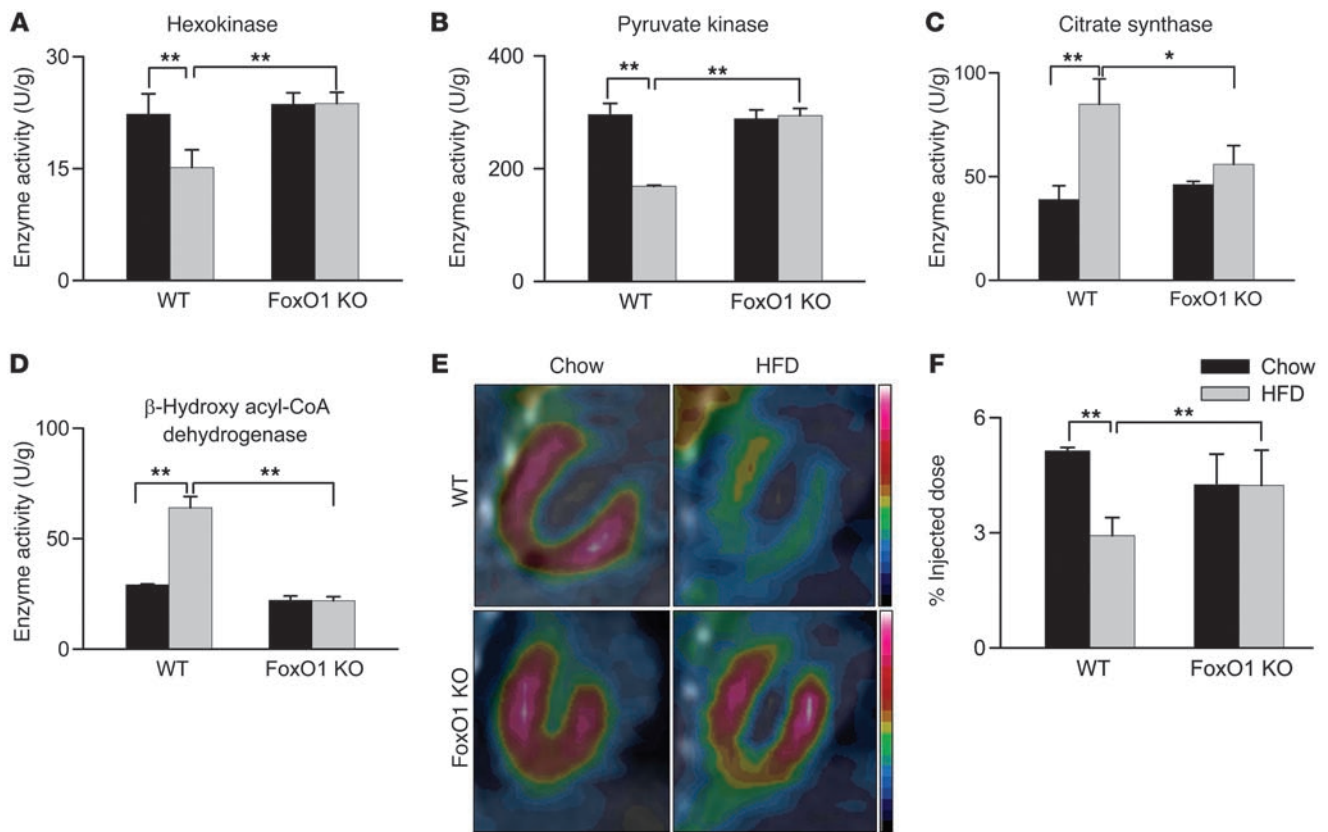 A
Hexokinase
Enzyme activity (U/g)
30
15
0
**
**
WT
FoxO1 KO
B
Pyruvate kinase
Enzyme activity (U/g)
400
200
0
**
**
WT
FoxO1 KO
C
Citrate synthase
Enzyme activity (U/g)
100
50
0
**
*
WT
FoxO1 KO
D
β-Hydroxy acyl-CoA
dehydrogenase
Enzyme activity (U/g)
100
50
0
**
**
WT
FoxO1 KO
E
Chow
HFD
WT
FoxO1 KO
F
Chow
HFD
% Injected dose
6
3
0
**
**
WT
FoxO1 KO